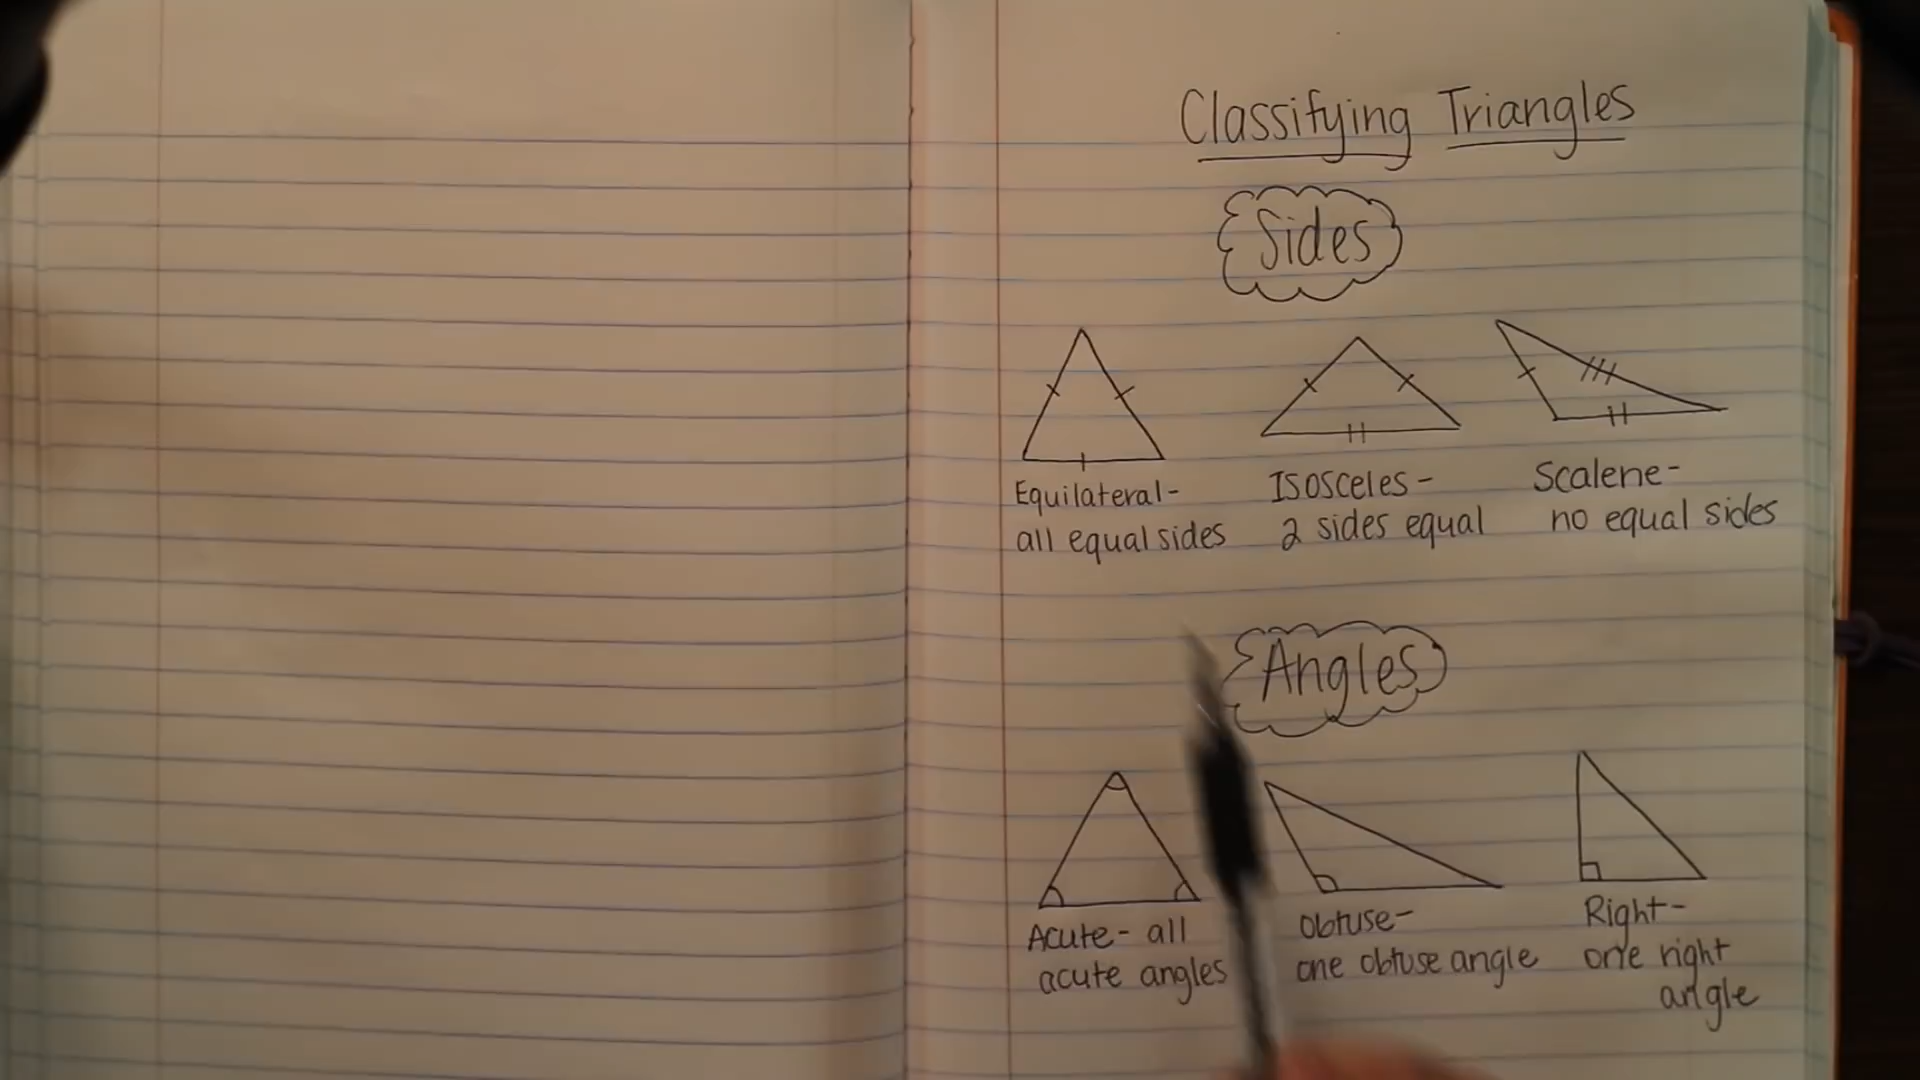 Classifying Triangles
Sides
Equilateral-
all equal sides
Isosceles-
2 sides equal
Scalene-
no equal sides
Angles
Acute- all
acute angles
Obtuse-
one obtuse angle
Right-
one right
angle